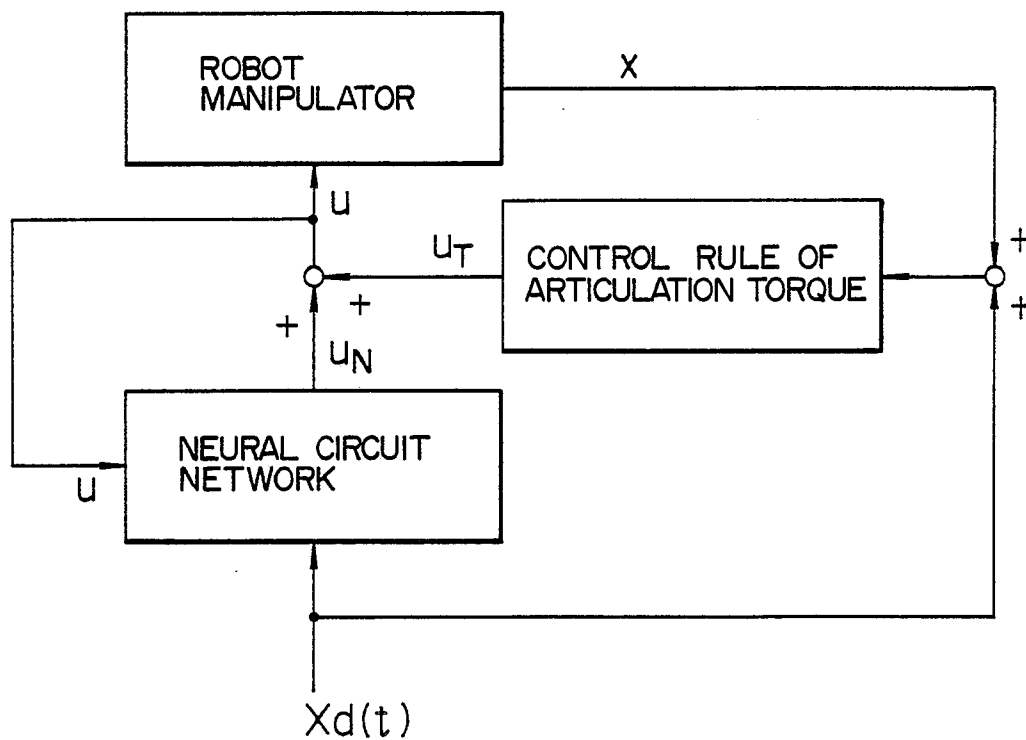 ROBOT
MANIPULATOR
X
u
u_T
CONTROL RULE OF
ARTICULATION TORQUE
+
+
+
+
u_N
NEURAL CIRCUIT
NETWORK
u
Xd(t)